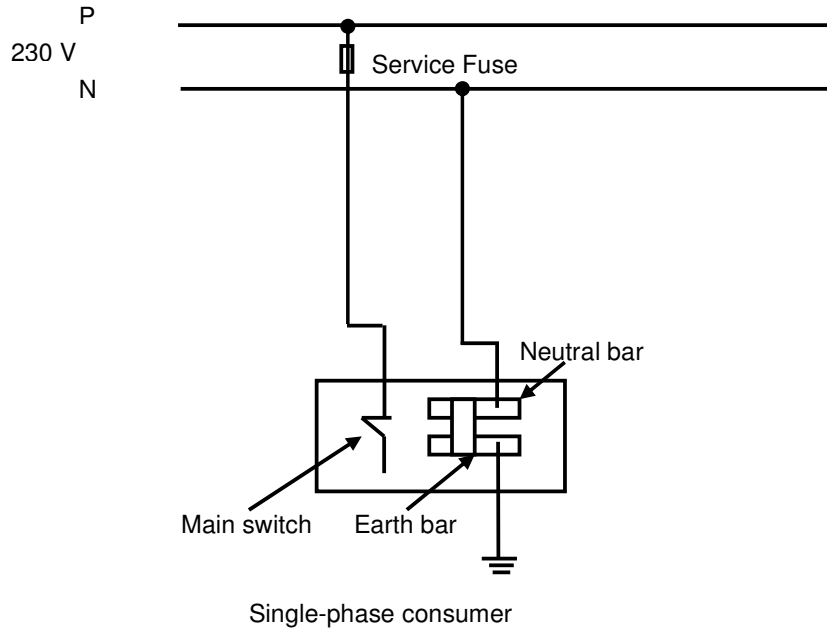 P
230 V
Service Fuse
N
Neutral bar
Main switch
Earth bar
Single-phase consumer